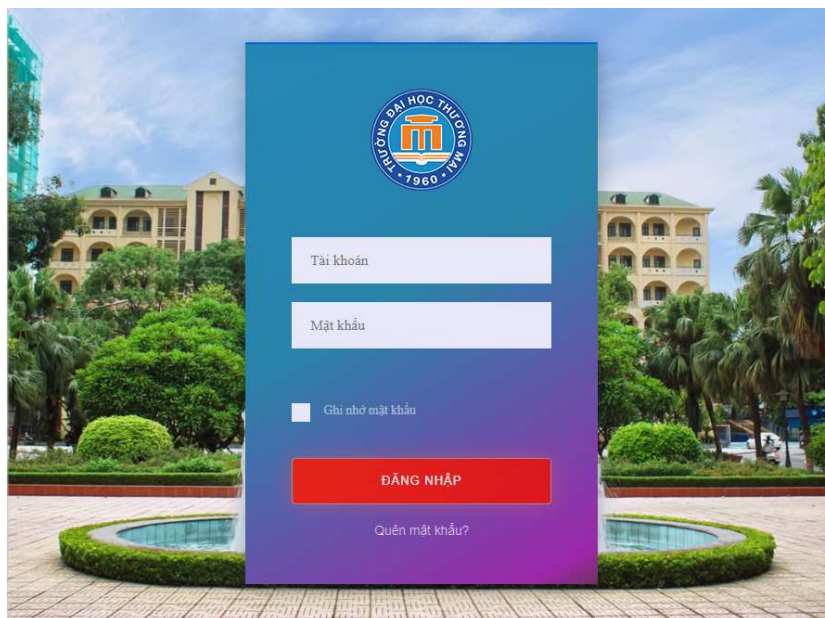 TRƯỜNG ĐẠI HỌC THƯƠNG MẠI
• 1960 •
Tài khoản
Mật khẩu
Ghi nhớ mật khẩu
ĐĂNG NHẬP
Quên mật khẩu?